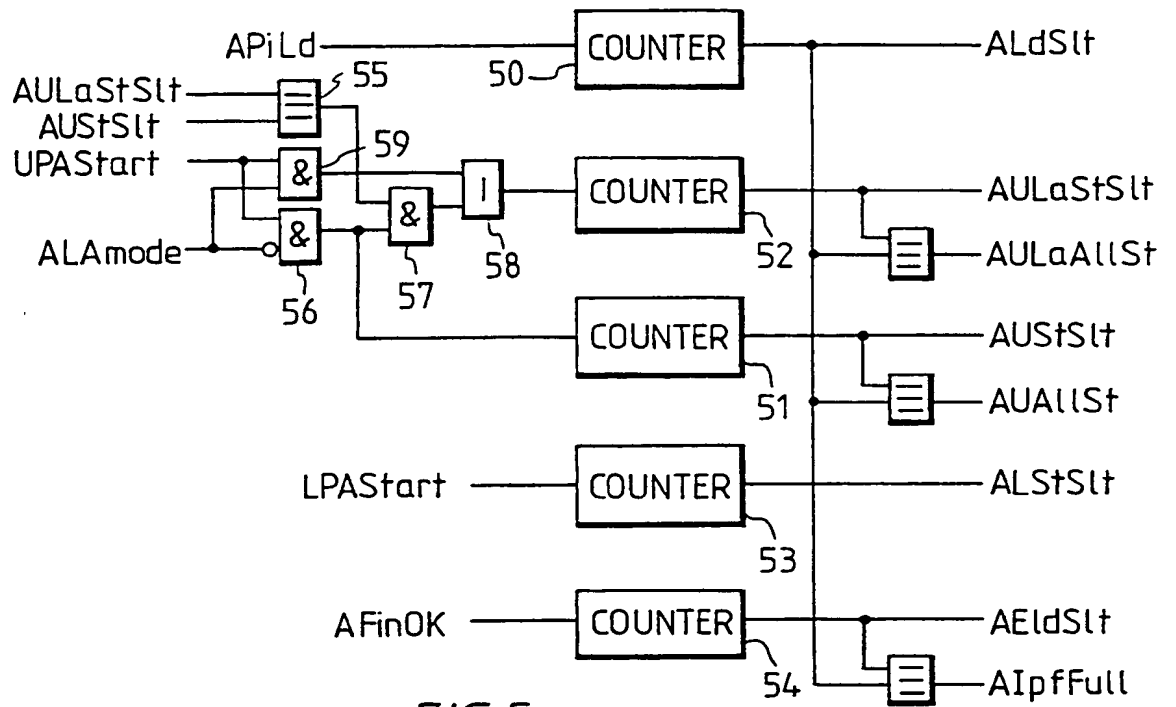 APiLd
COUNTER
50
ALdSlt
AULaStSlt
AUStSlt
55
UPAStart
&
59
ALAmode
&
56
&
57
1
58
COUNTER
52
AULaStSlt
AULaAllSt
COUNTER
51
AUStSlt
AUAllSt
LPAStart
COUNTER
53
ALStSlt
AFinOK
COUNTER
54
AEldSlt
AIpfFull